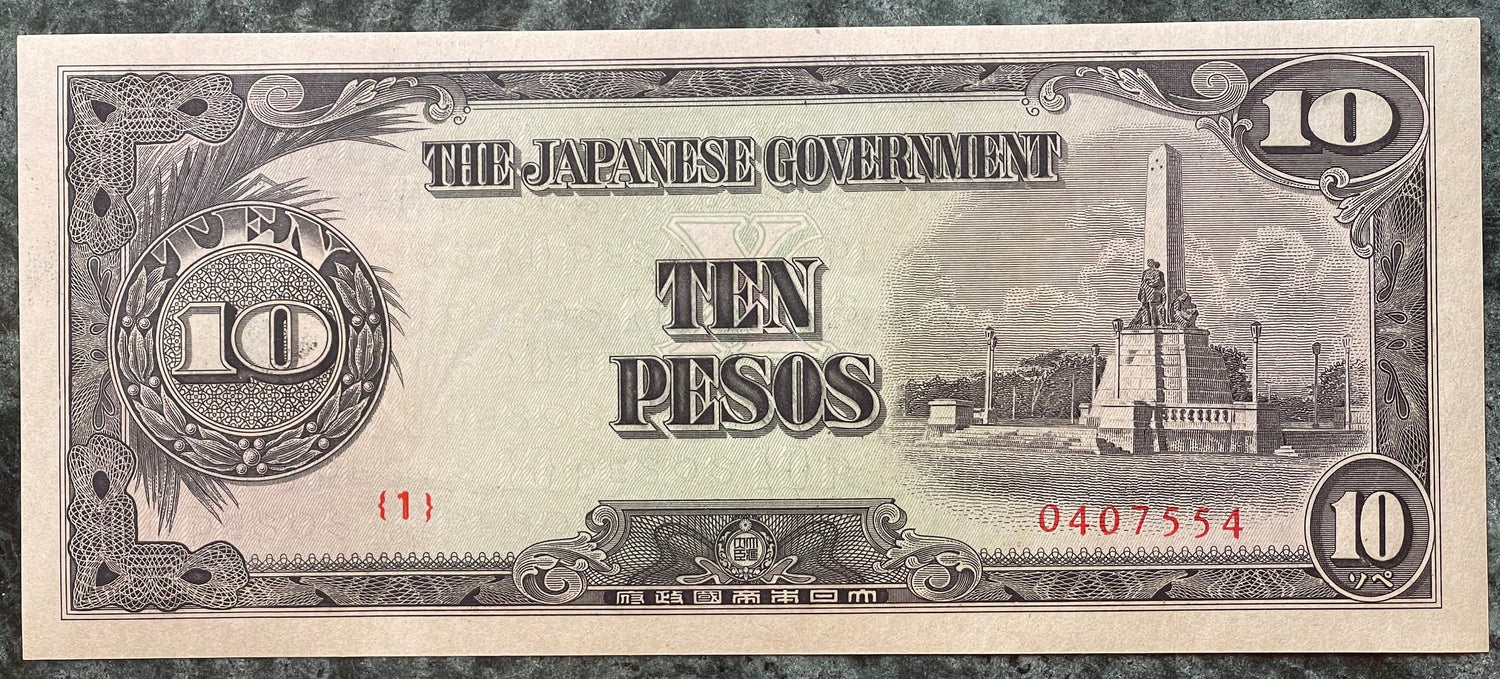 10
THE JAPANESE GOVERNMENT
TEN
10
X
TEN
PESOS
{1}
0407554
10
ペソ
府政國帝本日大